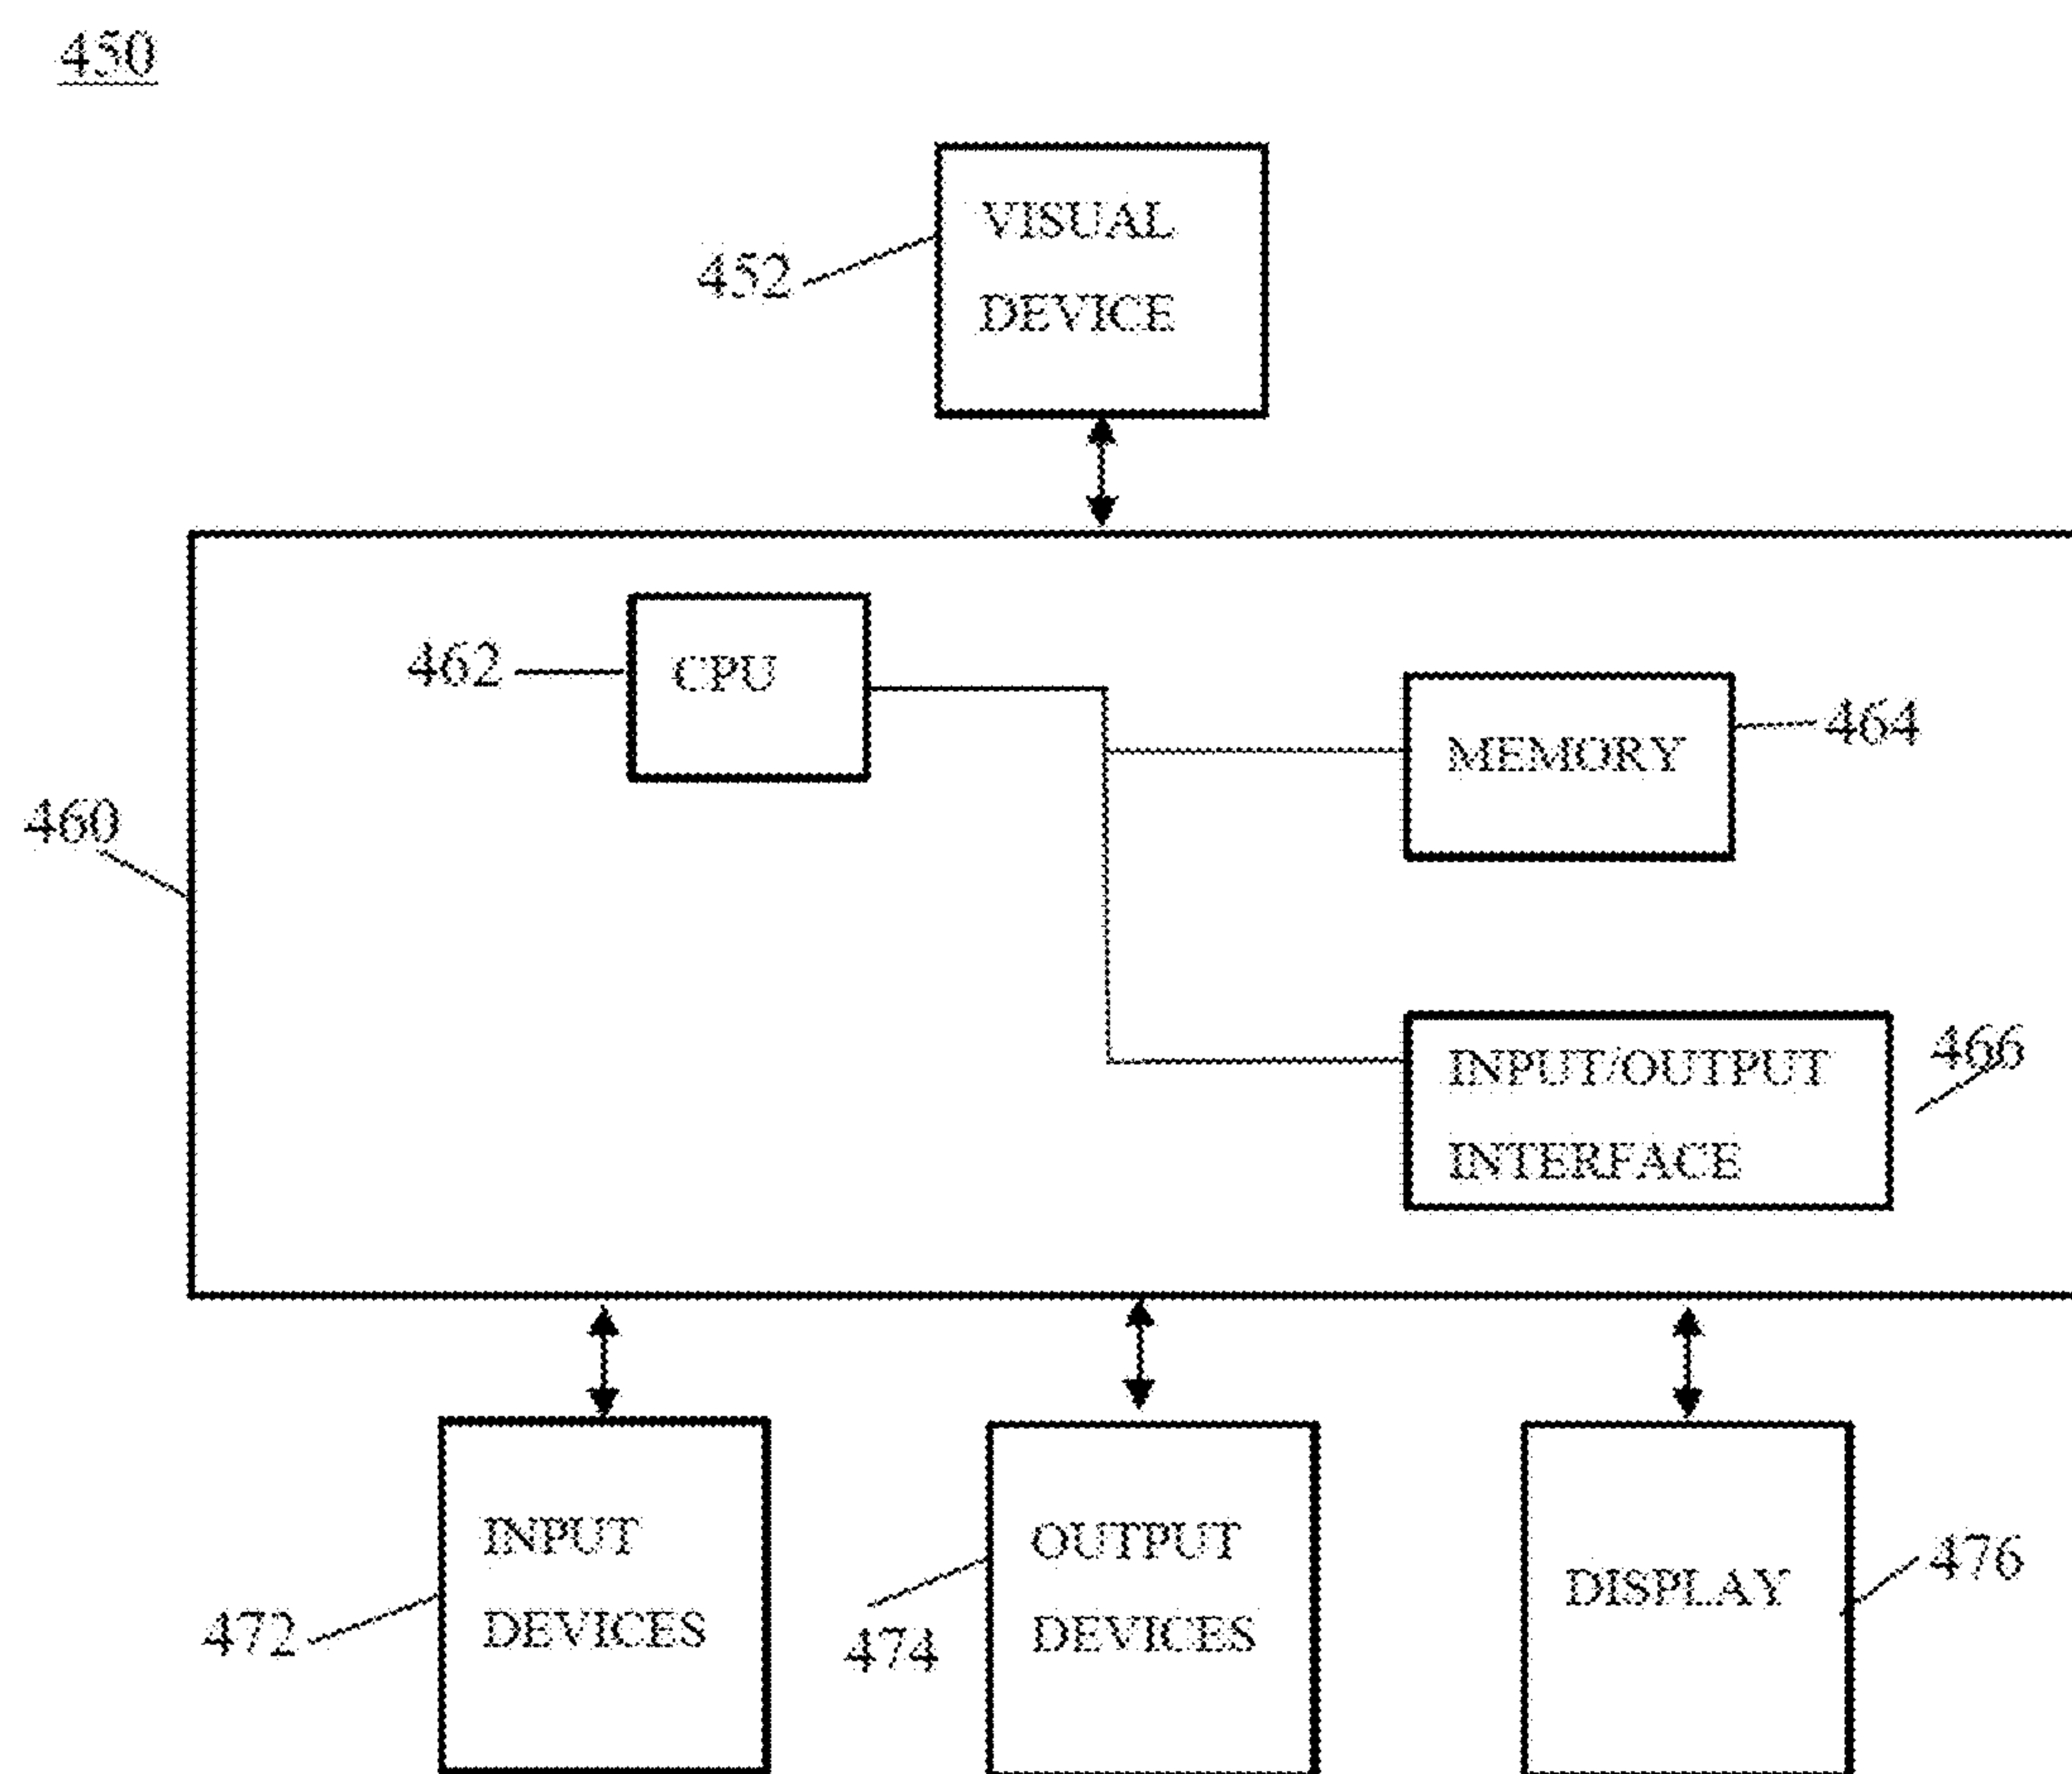 450
VISUAL
DEVICE
452
CPU
462
MEMORY
464
460
INPUT/OUTPUT
INTERFACE
466
INPUT
DEVICES
472
OUTPUT
DEVICES
474
DISPLAY
476